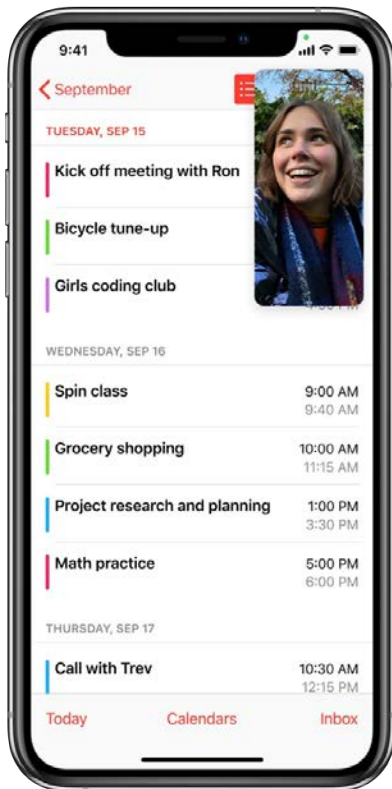 9:41
September
TUESDAY, SEP 15
Kick off meeting with Ron
Bicycle tune-up
Girls coding club
WEDNESDAY, SEP 16
Spin class 9:00 AM
9:40 AM
Grocery shopping 10:00 AM
11:15 AM
Project research and planning 1:00 PM
3:30 PM
Math practice 5:00 PM
6:00 PM
THURSDAY, SEP 17
Call with Trev 10:30 AM
12:15 PM
Today Calendars Inbox